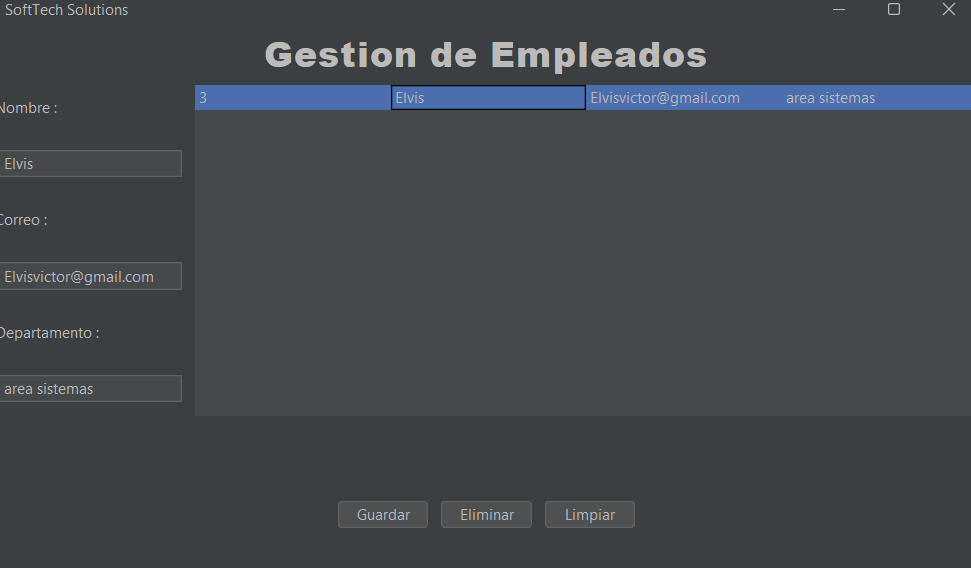 SoftTech Solutions
Gestion de Empleados
Nombre :
Elvis
Correo :
Elvisvictor@gmail.com
Departamento :
area sistemas
3 Elvis Elvisvictor@gmail.com area sistemas
Guardar Eliminar Limpiar